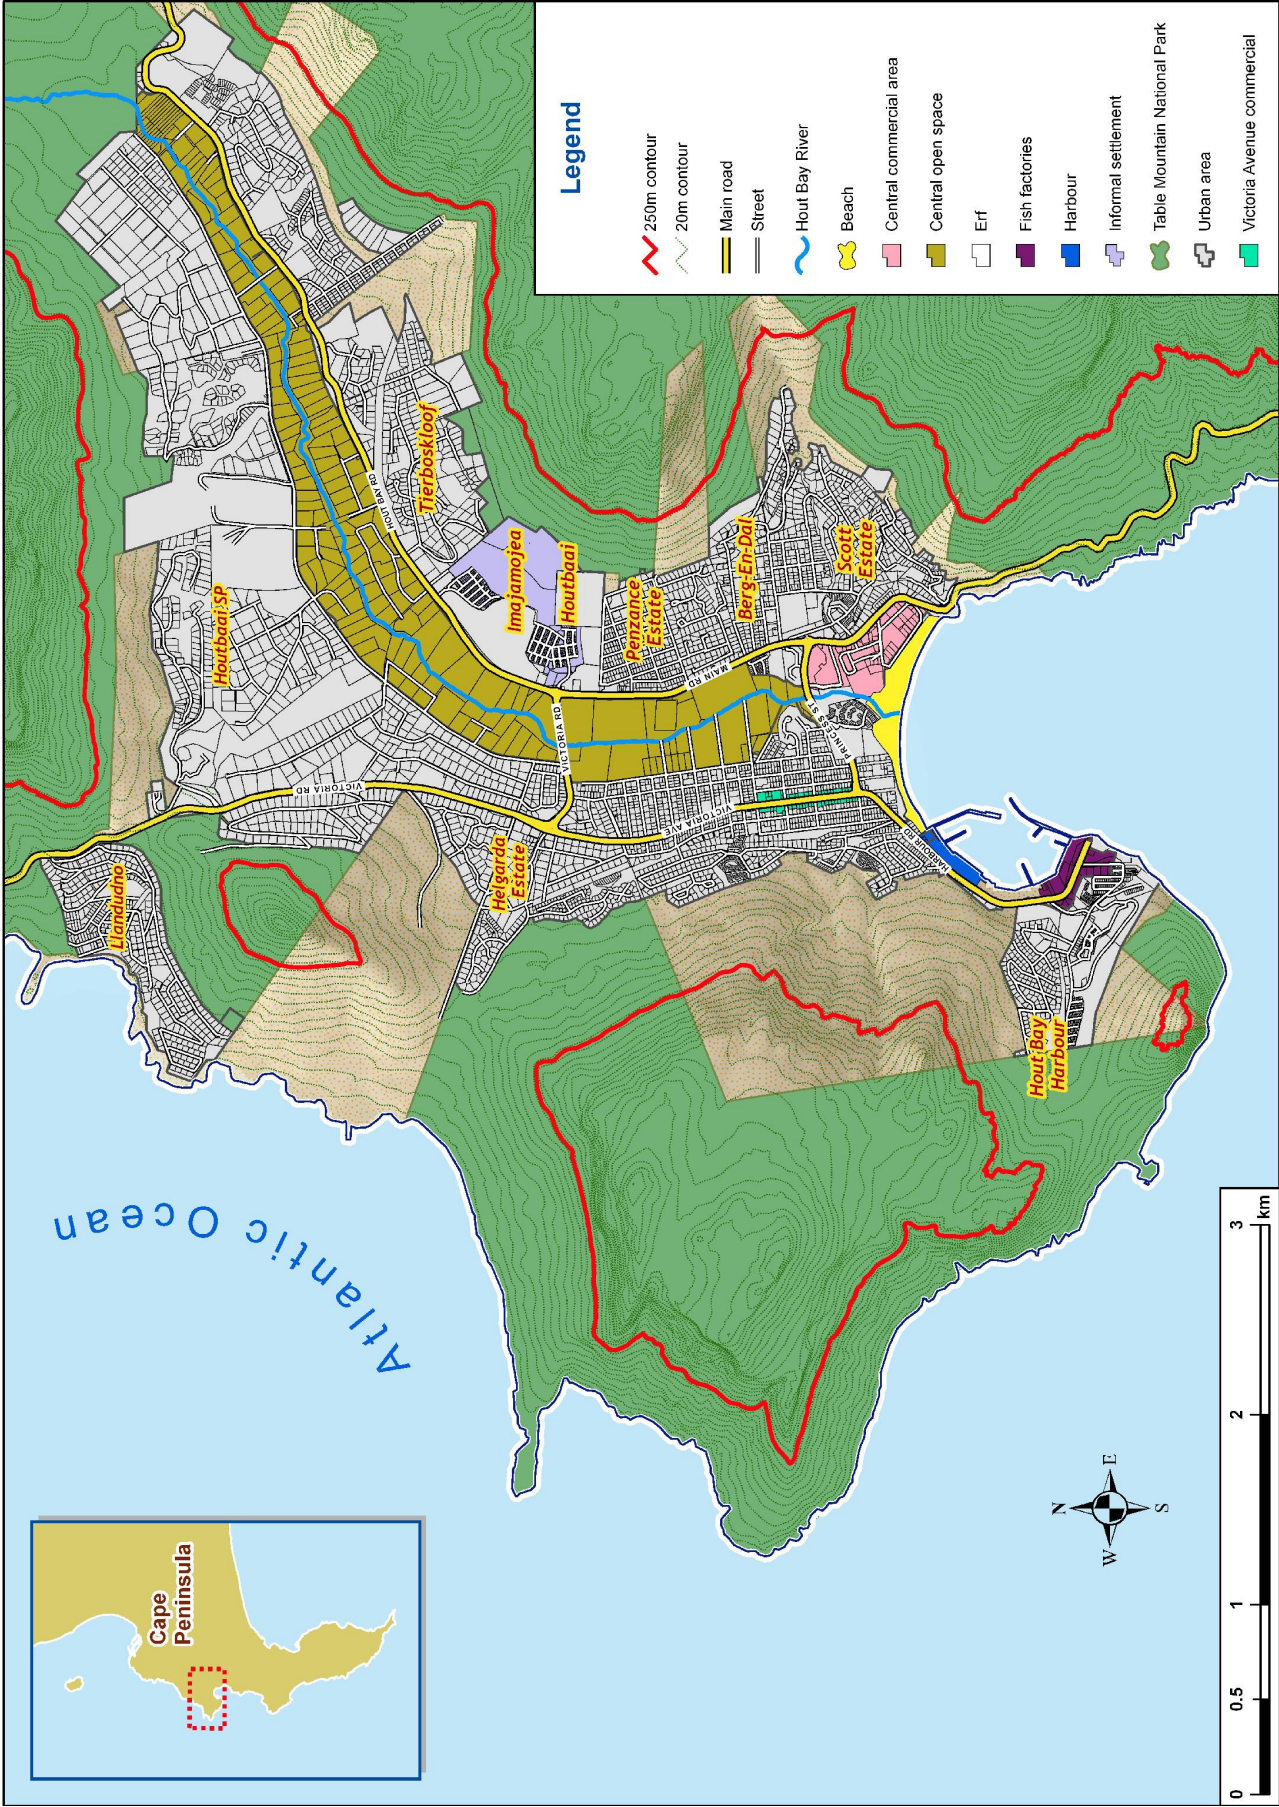 Atlantic Ocean
Llandudno
Houtbaai SP
VICTORIA RD
Helgarda
Estate
VICTORIA RD
VICTORIA AVE
HOUT BAY RD
Tierboskloof
Imajamojea
Houtbaai
Penzance
Estate
MAIN RD
Berg-En-Dal
Scott
Estate
PRINCESS ST
HARBUR RD
Hout Bay
Harbour
Cape
Peninsula
N
W
E
S
0
0.5
1
2
3
km
Legend
250m contour
20m contour
Main road
Street
Hout Bay River
Beach
Central commercial area
Central open space
Erf
Fish factories
Harbour
Informal settlement
Table Mountain National Park
Urban area
Victoria Avenue commercial